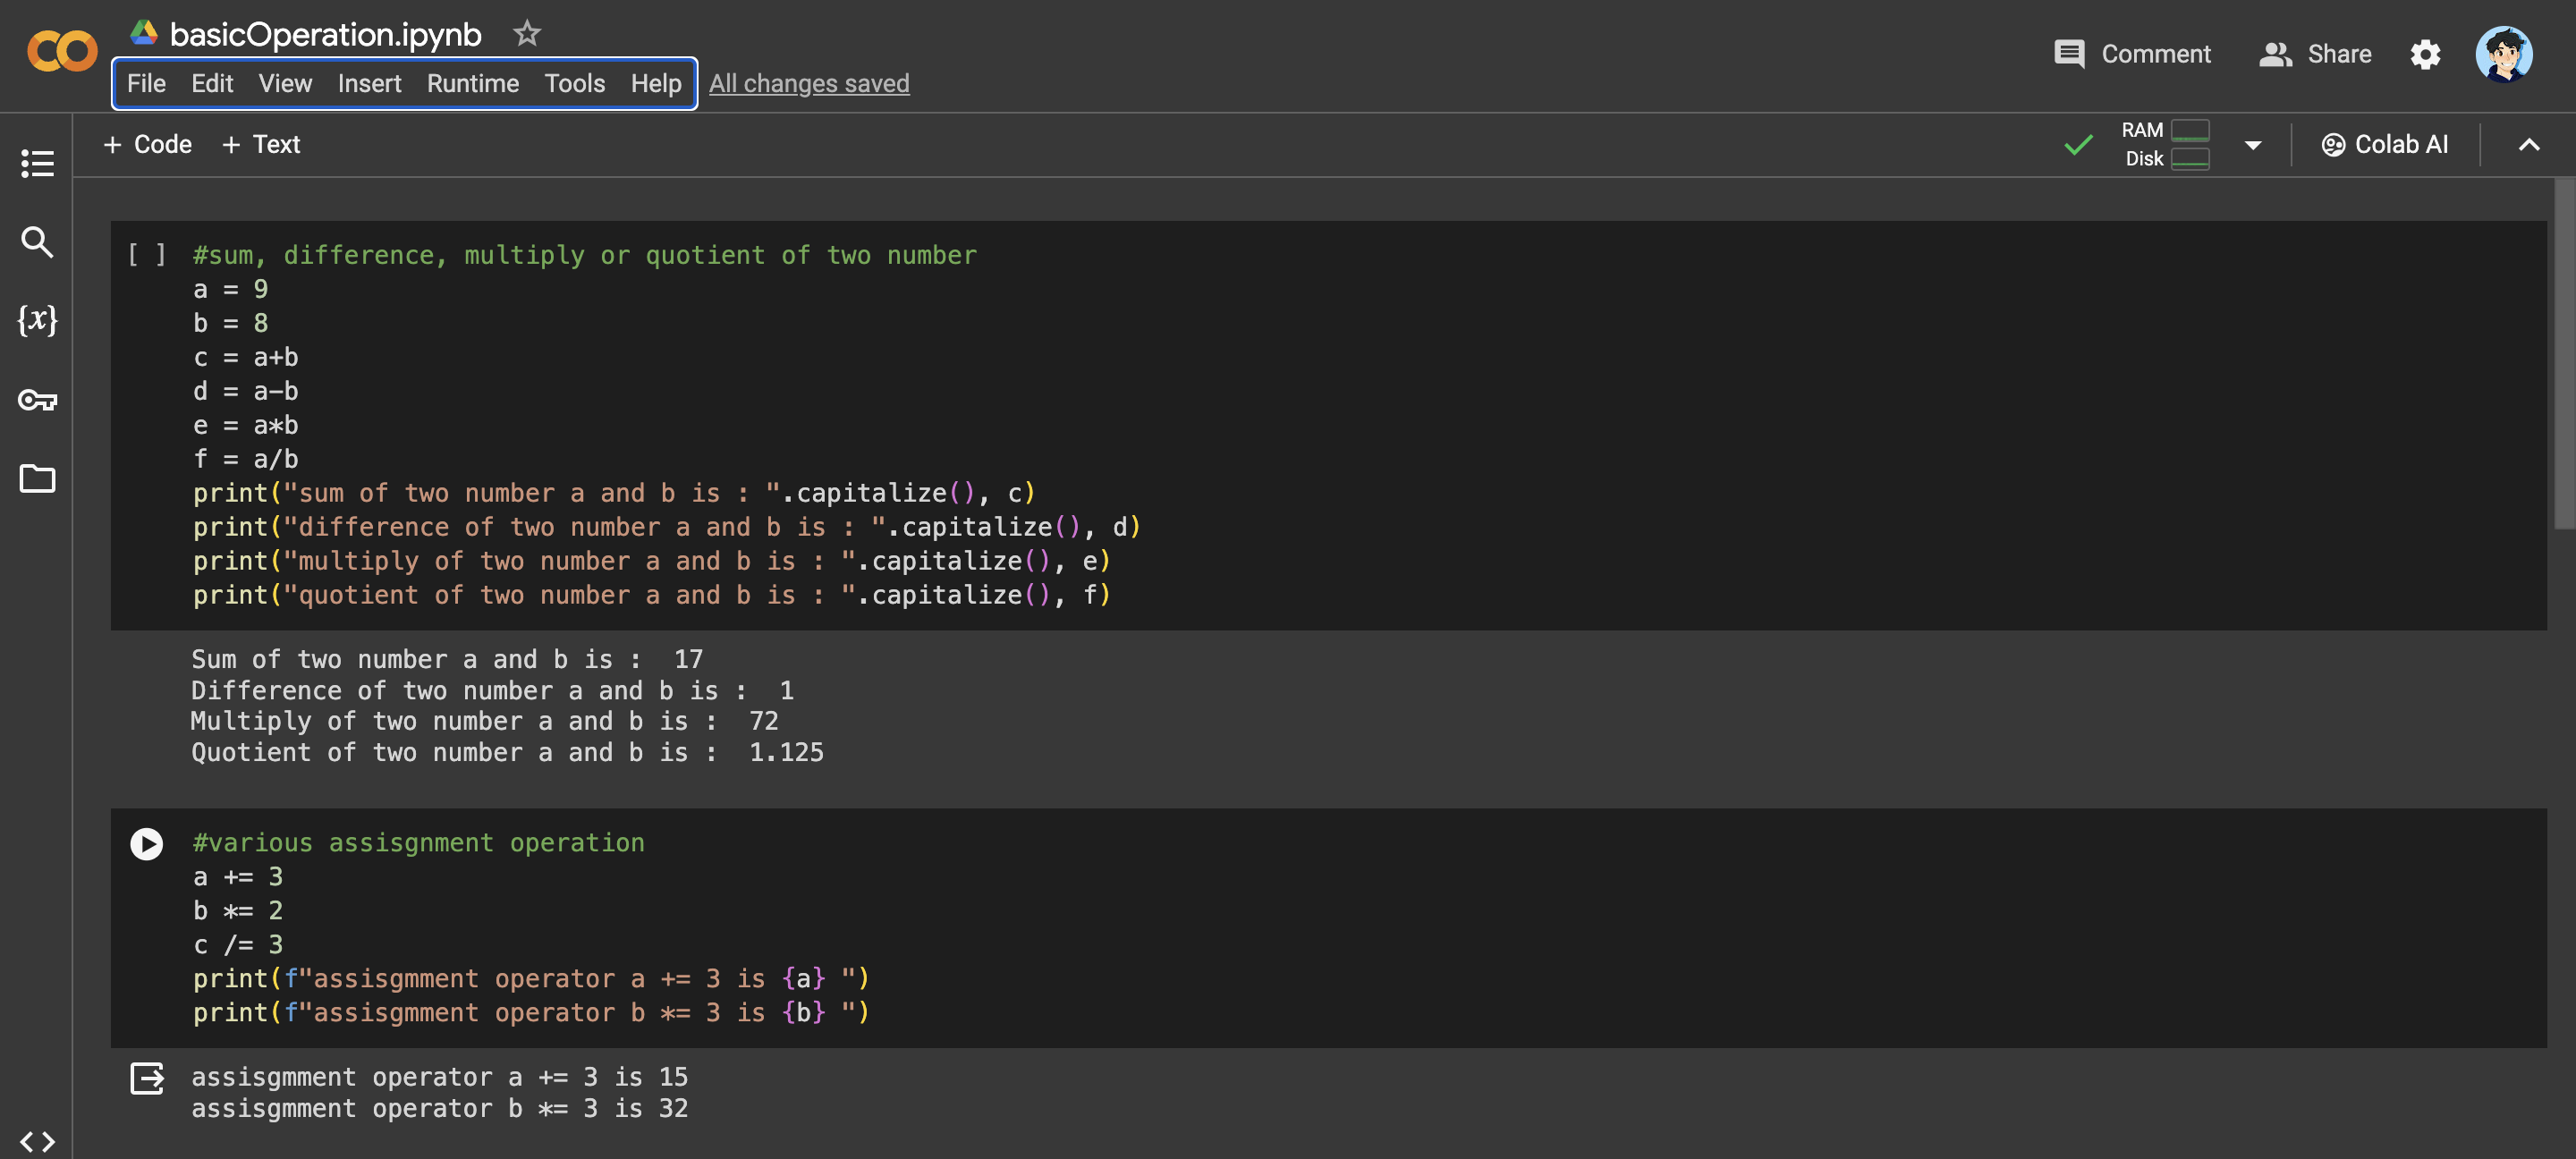 basicOperation.ipynb
File Edit View Insert Runtime Tools Help All changes saved
Comment Share
+ Code + Text
RAM
Disk
Colab AI
{x}
[ ] #sum, difference, multiply or quotient of two number
a = 9
b = 8
c = a+b
d = a-b
e = a*b
f = a/b
print("sum of two number a and b is : ".capitalize(), c)
print("difference of two number a and b is : ".capitalize(), d)
print("multiply of two number a and b is : ".capitalize(), e)
print("quotient of two number a and b is : ".capitalize(), f)
Sum of two number a and b is :  17
Difference of two number a and b is :  1
Multiply of two number a and b is :  72
Quotient of two number a and b is :  1.125
#various assisgnment operation
a += 3
b *= 2
c /= 3
print(f"assisgmment operator a += 3 is {a} ")
print(f"assisgmment operator b *= 3 is {b} ")
assisgmment operator a += 3 is 15
assisgmment operator b *= 3 is 32